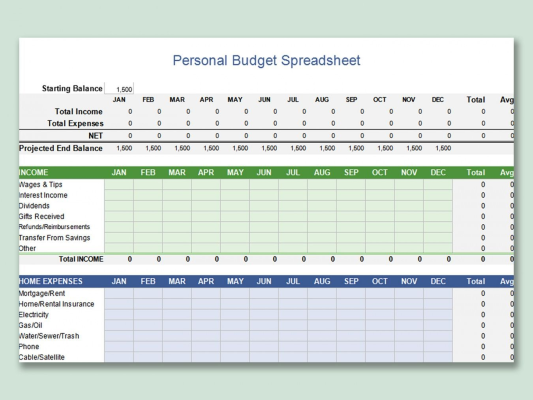 Personal Budget Spreadsheet
Starting Balance 1,500
JAN FEB MAR APR MAY JUN JUL AUG SEP OCT NOV DEC Total Avg
Total Income 0 0 0 0 0 0 0 0 0 0 0 0 0 0
Total Expenses 0 0 0 0 0 0 0 0 0 0 0 0 0 0
NET 0 0 0 0 0 0 0 0 0 0 0 0 0 0
Projected End Balance 1,500 1,500 1,500 1,500 1,500 1,500 1,500 1,500 1,500 1,500 1,500 1,500
INCOME JAN FEB MAR APR MAY JUN JUL AUG SEP OCT NOV DEC Total Avg
Wages & Tips 0 0
Interest Income 0 0
Dividends 0 0
Gifts Received 0 0
Refunds/Reimbursements 0 0
Transfer From Savings 0 0
Other 0 0
Total INCOME 0 0 0 0 0 0 0 0 0 0 0 0 0 0
HOME EXPENSES JAN FEB MAR APR MAY JUN JUL AUG SEP OCT NOV DEC Total Avg
Mortgage/Rent 0 0
Home/Rental Insurance 0 0
Electricity 0 0
Gas/Oil 0 0
Water/Sewer/Trash 0 0
Phone 0 0
Cable/Satellite 0 0